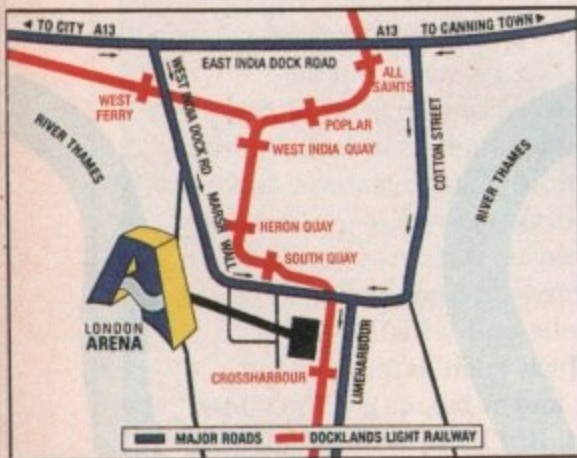 ◄ TO CITY A13
A13 TO CANNING TOWN ►
EAST INDIA DOCK ROAD
ALL
SAINTS
WEST
FERRY
WEST INDIA DOCK RD
POPLAR
RIVER THAMES
WEST INDIA QUAY
COTTON STREET
RIVER THAMES
MARSH WALL
HERON QUAY
SOUTH QUAY
LONDON
ARENA
CROSSHARBOUR
LIMEHARBOUR
MAJOR ROADS
DOCKLANDS LIGHT RAILWAY